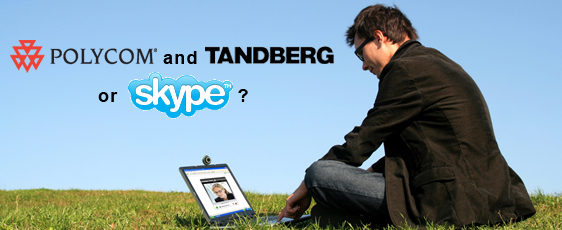 POLYCOM® and TANDBERG
or skype™ ?